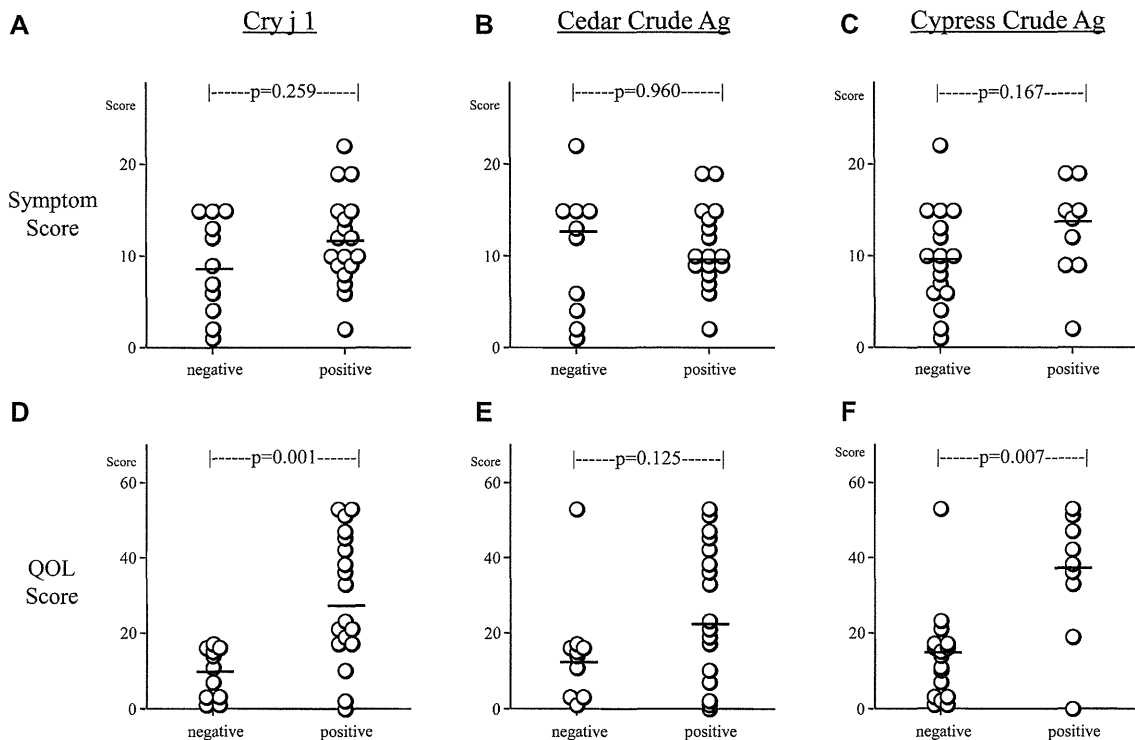 A Cry j 1 B Cedar Crude Ag C Cypress Crude Ag
Score |------p=0.259------| Score |------p=0.960------| Score |------p=0.167------|
20 20 20
Symptom
Score
10 10 10
0 0 0
negative positive negative positive negative positive
D E F
Score |------p=0.001------| Score |------p=0.125------| Score |------p=0.007------|
60 60 60
40 40 40
QOL
Score
20 20 20
0 0 0
negative positive negative positive negative positive